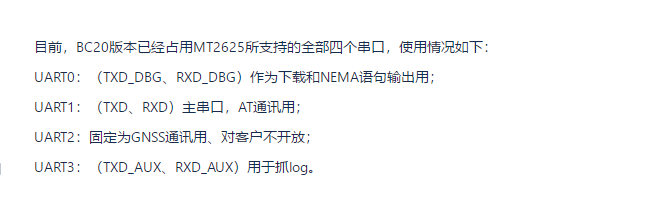 目前，BC20版本已经占用MT2625所支持的全部四个串口，使用情况如下：
UART0：（TXD_DBG、RXD_DBG）作为下载和NEMA语句输出用；
UART1：（TXD、RXD）主串口，AT通讯用；
UART2：固定为GNSS通讯用、对客户不开放；
UART3：（TXD_AUX、RXD_AUX）用于抓log。